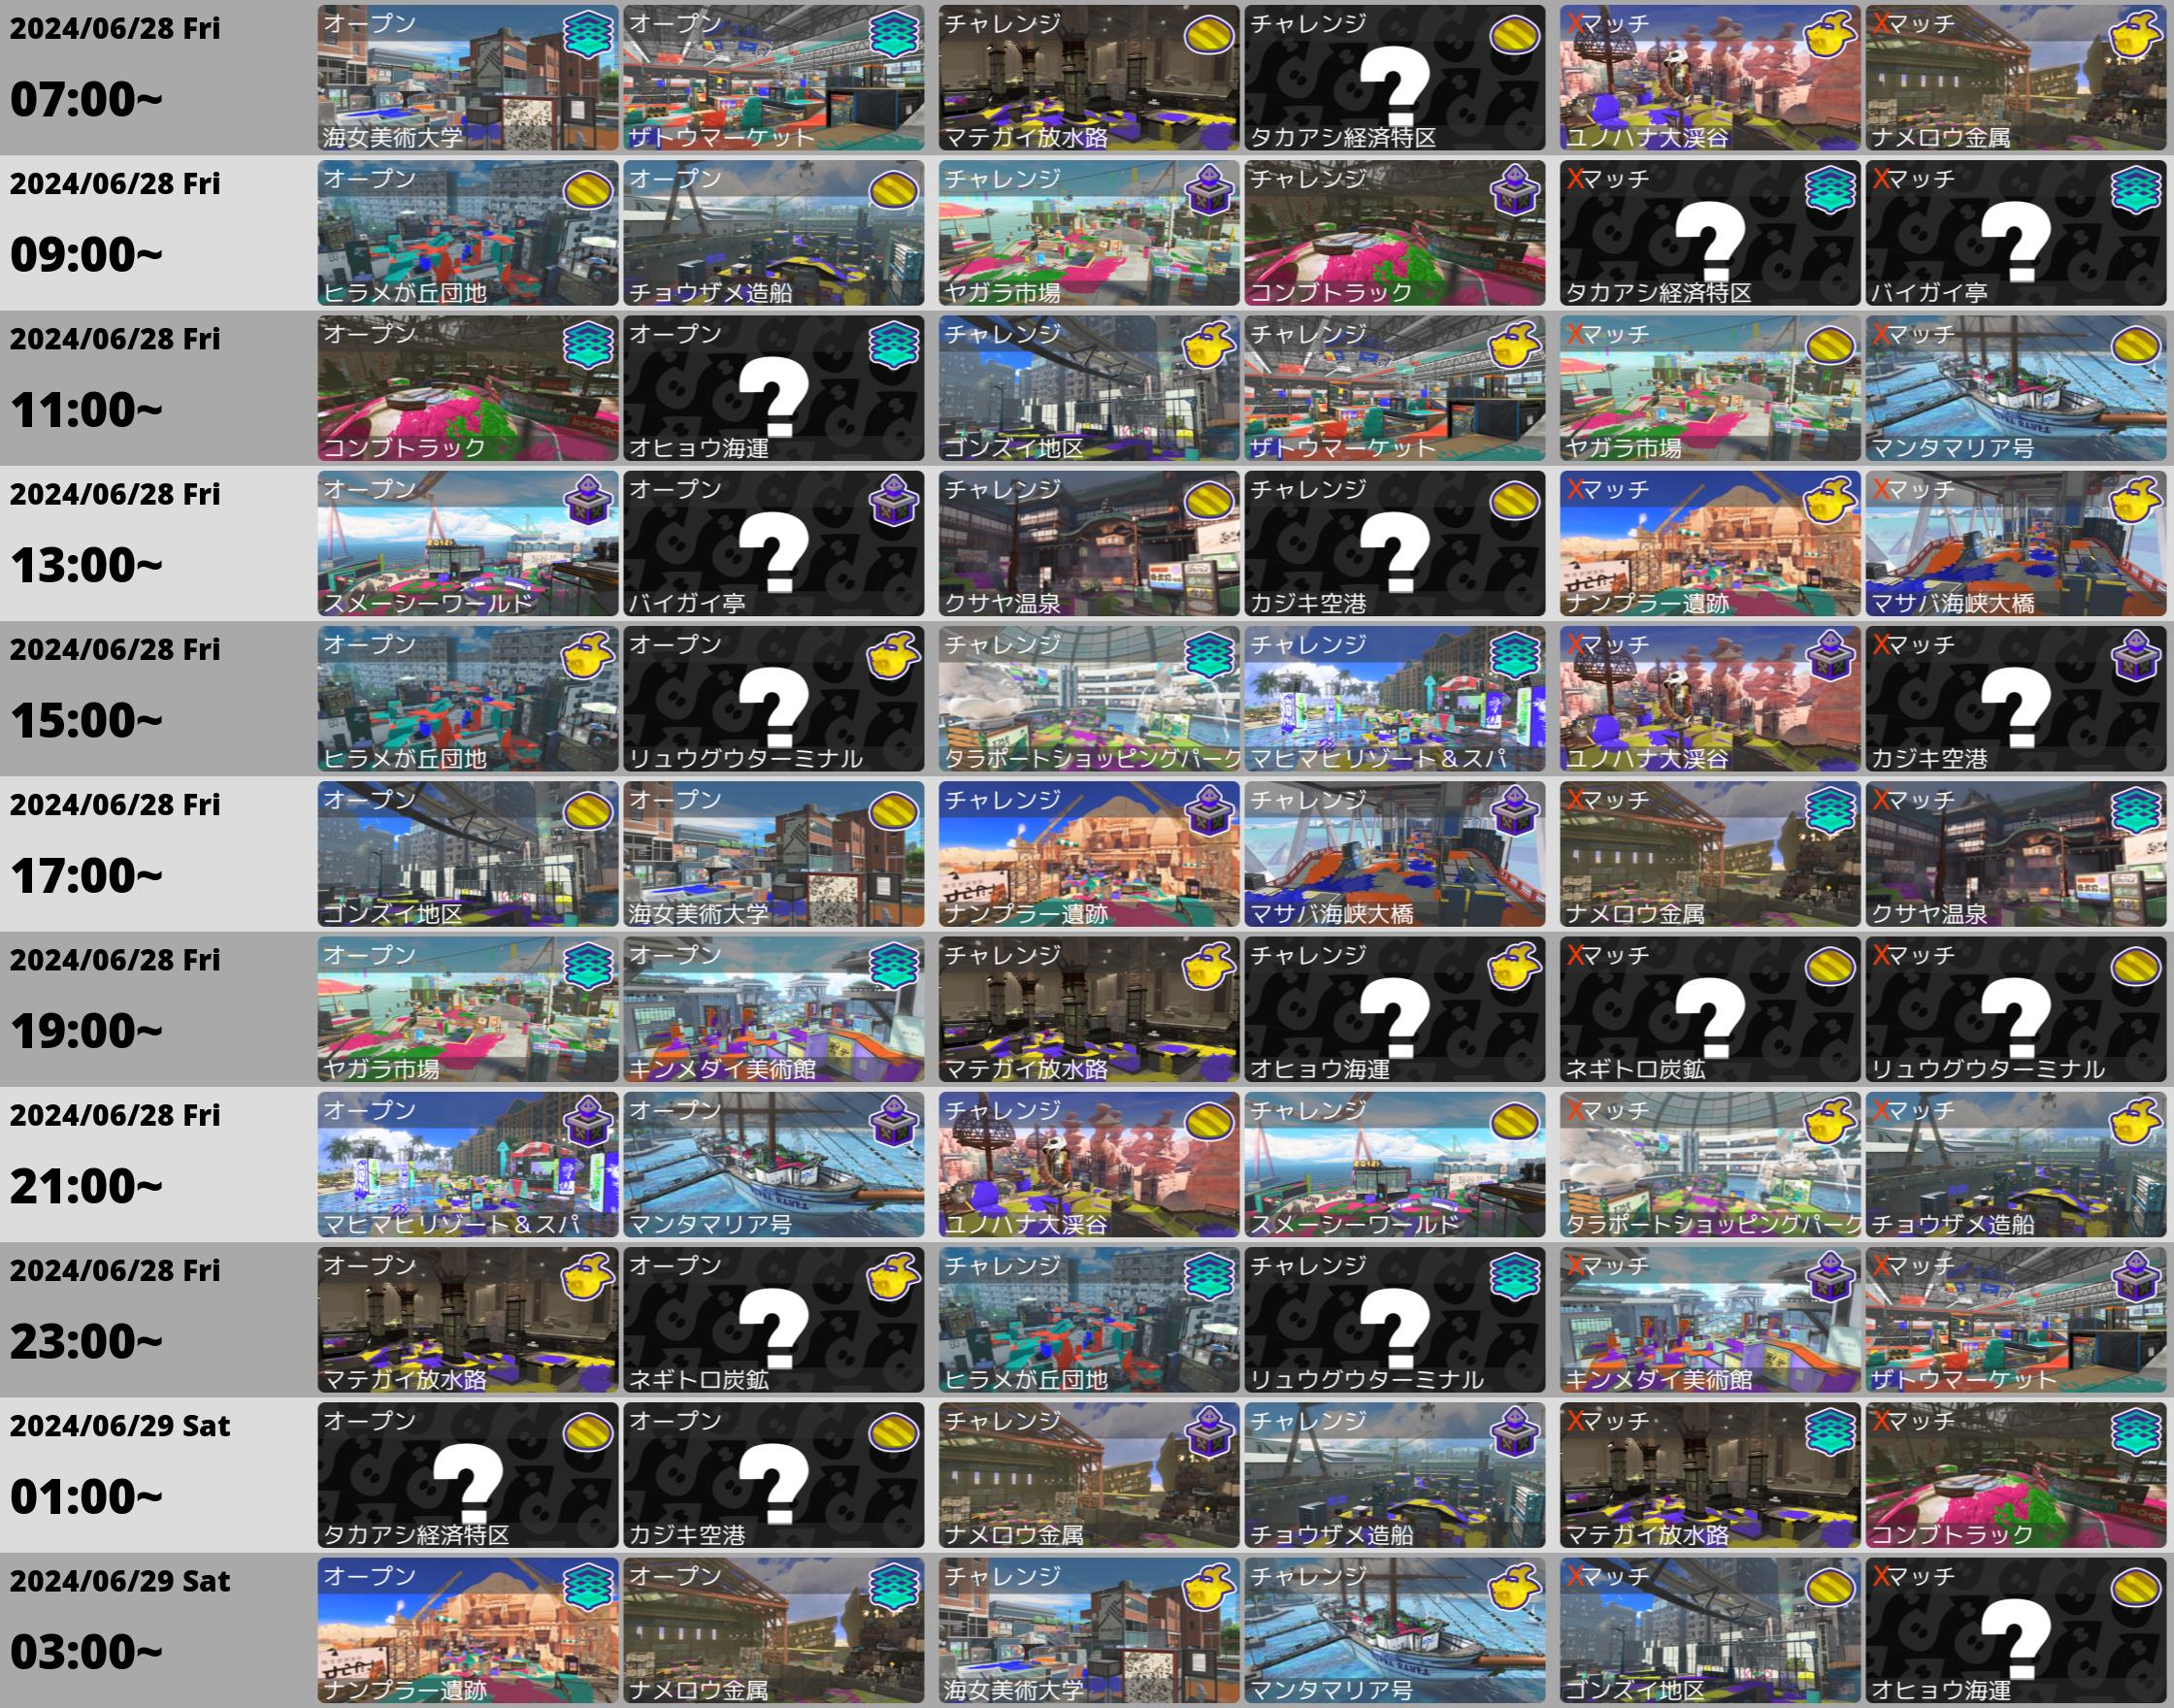 2024/06/28 Fri
07:00~
オープン オープン チャレンジ チャレンジ Xマッチ Xマッチ
海女美術大学 ザトウマーケット マテガイ放水路 タカアシ経済特区 ユノハナ大渓谷 ナメロウ金属
2024/06/28 Fri
09:00~
オープン オープン チャレンジ チャレンジ Xマッチ Xマッチ
ヒラメが丘団地 チョウザメ造船 ヤガラ市場 コンブトラック タカアシ経済特区 バイガイ亭
2024/06/28 Fri
11:00~
オープン オープン チャレンジ チャレンジ Xマッチ Xマッチ
コンブトラック オヒョウ海運 ゴンズイ地区 ザトウマーケット ヤガラ市場 マンタマリア号
2024/06/28 Fri
13:00~
オープン オープン チャレンジ チャレンジ Xマッチ Xマッチ
スメーシーワールド バイガイ亭 クサヤ温泉 カジキ空港 ナンプラー遺跡 マサバ海峡大橋
2024/06/28 Fri
15:00~
オープン オープン チャレンジ チャレンジ Xマッチ Xマッチ
ヒラメが丘団地 リュウグウターミナル タラポートショッピングパーク マヒマヒリゾート＆スパ ユノハナ大渓谷 カジキ空港
2024/06/28 Fri
17:00~
オープン オープン チャレンジ チャレンジ Xマッチ Xマッチ
ゴンズイ地区 海女美術大学 ナンプラー遺跡 マサバ海峡大橋 ナメロウ金属 クサヤ温泉
2024/06/28 Fri
19:00~
オープン オープン チャレンジ チャレンジ Xマッチ Xマッチ
ヤガラ市場 キンメダイ美術館 マテガイ放水路 オヒョウ海運 ネギトロ炭鉱 リュウグウターミナル
2024/06/28 Fri
21:00~
オープン オープン チャレンジ チャレンジ Xマッチ Xマッチ
マヒマヒリゾート＆スパ マンタマリア号 ユノハナ大渓谷 スメーシーワールド タラポートショッピングパーク チョウザメ造船
2024/06/28 Fri
23:00~
オープン オープン チャレンジ チャレンジ Xマッチ Xマッチ
マテガイ放水路 ネギトロ炭鉱 ヒラメが丘団地 リュウグウターミナル キンメダイ美術館 ザトウマーケット
2024/06/29 Sat
01:00~
オープン オープン チャレンジ チャレンジ Xマッチ Xマッチ
タカアシ経済特区 カジキ空港 ナメロウ金属 チョウザメ造船 マテガイ放水路 コンブトラック
2024/06/29 Sat
03:00~
オープン オープン チャレンジ チャレンジ Xマッチ Xマッチ
ナンプラー遺跡 ナメロウ金属 海女美術大学 マンタマリア号 ゴンズイ地区 オヒョウ海運